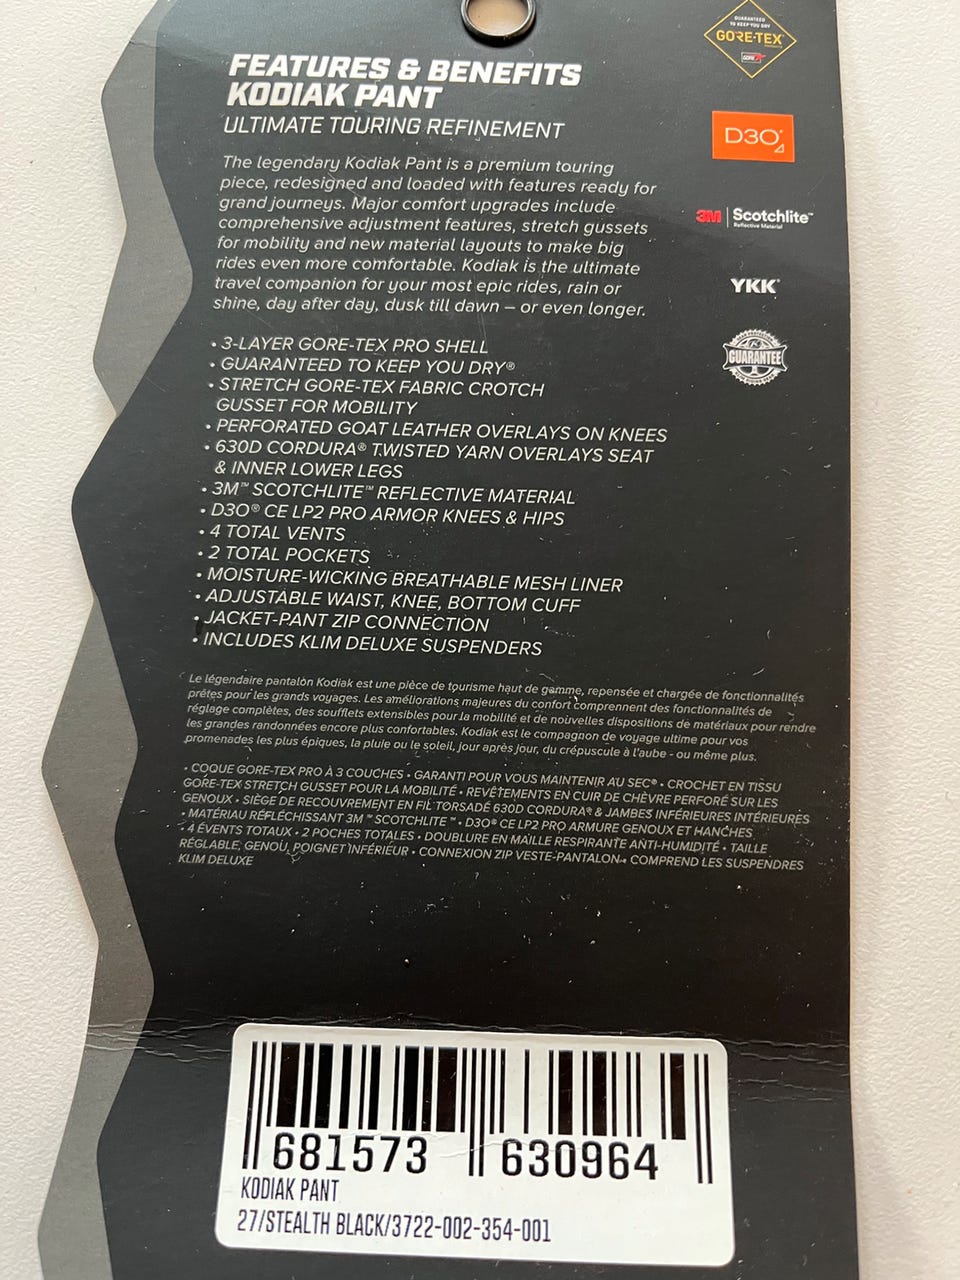 GUARANTEED
TO KEEP YOU DRY
GORE-TEX
GORE
D3O®
3M | Scotchlite™
Reflective Material
YKK®
GUARANTEE
FEATURES & BENEFITS
KODIAK PANT
ULTIMATE TOURING REFINEMENT
The legendary Kodiak Pant is a premium touring
piece, redesigned and loaded with features ready for
grand journeys. Major comfort upgrades include
comprehensive adjustment features, stretch gussets
for mobility and new material layouts to make big
rides even more comfortable. Kodiak is the ultimate
travel companion for your most epic rides, rain or
shine, day after day, dusk till dawn – or even longer.
• 3-LAYER GORE-TEX PRO SHELL
• GUARANTEED TO KEEP YOU DRY®
• STRETCH GORE-TEX FABRIC CROTCH
GUSSET FOR MOBILITY
• PERFORATED GOAT LEATHER OVERLAYS ON KNEES
• 630D CORDURA® TWISTED YARN OVERLAYS SEAT
& INNER LOWER LEGS
• 3M™ SCOTCHLITE™ REFLECTIVE MATERIAL
• D3O® CE LP2 PRO ARMOR KNEES & HIPS
• 4 TOTAL VENTS
• 2 TOTAL POCKETS
• MOISTURE-WICKING BREATHABLE MESH LINER
• ADJUSTABLE WAIST, KNEE, BOTTOM CUFF
• JACKET-PANT ZIP CONNECTION
• INCLUDES KLIM DELUXE SUSPENDERS
Le légendaire pantalon Kodiak est une pièce de tourisme haut de gamme, repensée et chargée de fonctionnalités
prêtes pour les grands voyages. Les améliorations majeures du confort comprennent des fonctionnalités de
réglage complètes, des soufflets extensibles pour la mobilité et de nouvelles dispositions de matériaux pour rendre
les grandes randonnées encore plus confortables. Kodiak est le compagnon de voyage ultime pour vos
promenades les plus épiques, la pluie ou le soleil, jour après jour, du crépuscule à l'aube - ou même plus.
• COQUE GORE-TEX PRO À 3 COUCHES • GARANTI POUR VOUS MAINTENIR AU SEC® • CROCHET EN TISSU
GORE-TEX STRETCH GUSSET POUR LA MOBILITÉ • REVÊTEMENTS EN CUIR DE CHÈVRE PERFORÉ SUR LES
GENOUX • SIÈGE DE RECOUVREMENT EN FIL TORSADÉ 630D CORDURA® & JAMBES INFÉRIEURES INTÉRIEURES
• MATÉRIAU RÉFLÉCHISSANT 3M ™ SCOTCHLITE ™ • D3O® CE LP2 PRO ARMURE GENOUX ET HANCHES
• 4 ÉVENTS TOTAUX • 2 POCHES TOTALES • DOUBLURE EN MAILLE RESPIRANTE ANTI-HUMIDITÉ • TAILLE
RÉGLABLE, GENOU, POIGNET INFÉRIEUR • CONNEXION ZIP VESTE-PANTALON • COMPREND LES SUSPENDRES
KLIM DELUXE
681573 630964
KODIAK PANT
27/STEALTH BLACK/3722-002-354-001